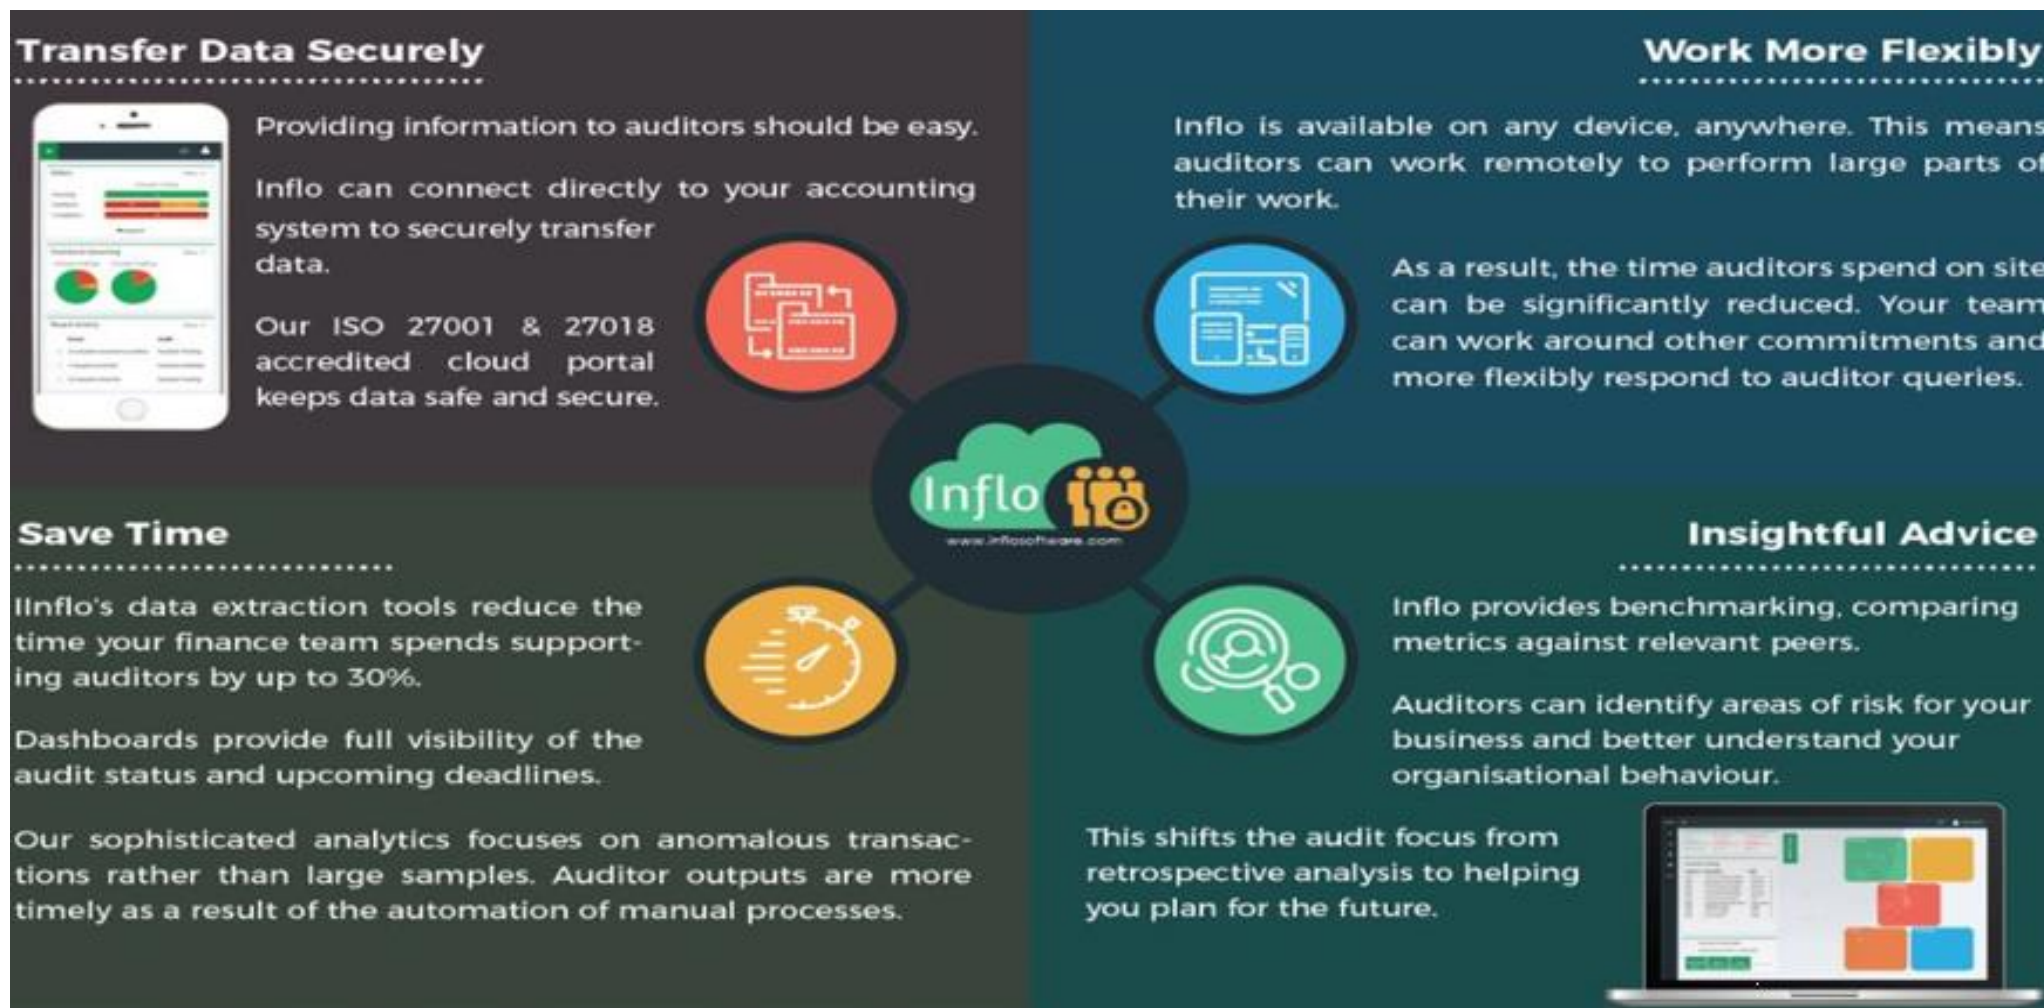 Transfer Data Securely
Providing information to auditors should be easy.
Inflo can connect directly to your accounting
system to securely transfer
data.
Our ISO 27001 & 27018
accredited cloud portal
keeps data safe and secure.
Work More Flexibly
Inflo is available on any device, anywhere. This means
auditors can work remotely to perform large parts of
their work.
As a result, the time auditors spend on site
can be significantly reduced. Your team
can work around other commitments and
more flexibly respond to auditor queries.
Inflo
www.inflosoftware.com
Save Time
IInflo's data extraction tools reduce the
time your finance team spends support-
ing auditors by up to 30%.
Dashboards provide full visibility of the
audit status and upcoming deadlines.
Our sophisticated analytics focuses on anomalous transac-
tions rather than large samples. Auditor outputs are more
timely as a result of the automation of manual processes.
Insightful Advice
Inflo provides benchmarking, comparing
metrics against relevant peers.
Auditors can identify areas of risk for your
business and better understand your
organisational behaviour.
This shifts the audit focus from
retrospective analysis to helping
you plan for the future.